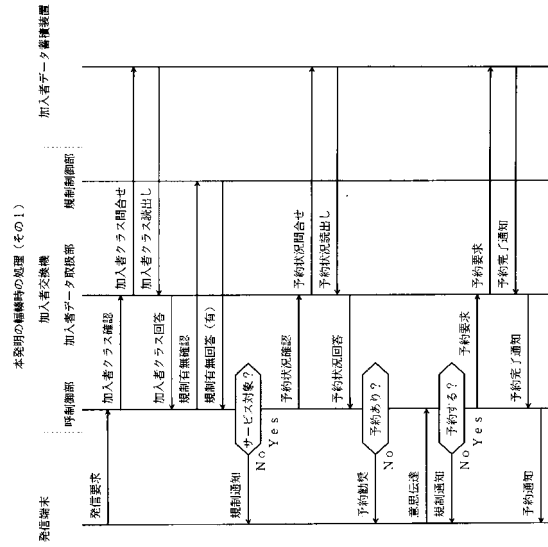 本発明の輻輳時の処理(その1)
加入者交換機
発信端末
呼制御部
加入者データ取扱部
規制制御部
加入者データ蓄積装置
発信要求
加入者クラス確認
加入者クラス問合せ
加入者クラス読出し
加入者クラス回答
規制有無確認
規制有無回答(有)
サービス対象?
規制通知
No
Yes
予約状況確認
予約状況問合せ
予約状況読出し
予約状況回答
予約あり?
予約勧奨
No
意思伝達
予約する?
規制通知
No
Yes
予約要求
予約要求
予約完了通知
予約完了通知
予約通知